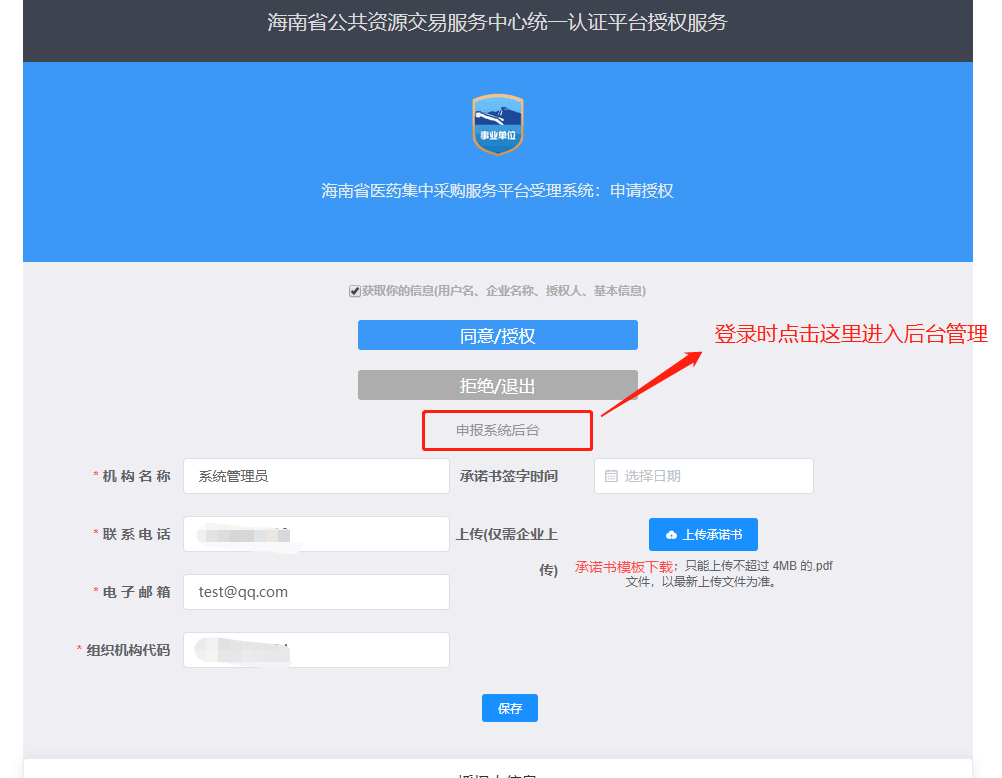 海南省公共资源交易服务中心统一认证平台授权服务
事业单位
海南省医药集中采购服务平台受理系统：申请授权
获取你的信息(用户名、企业名称、授权人、基本信息)
同意/授权
登录时点击这里进入后台管理
拒绝/退出
申报系统后台
* 机构名称 系统管理员 承诺书签字时间 选择日期
* 联系电话 上传(仅需企业上传) 上传承诺书
承诺书模板下载；只能上传不超过 4MB 的.pdf
文件，以最新上传文件为准。
* 电子邮箱 test@qq.com
* 组织机构代码
保存